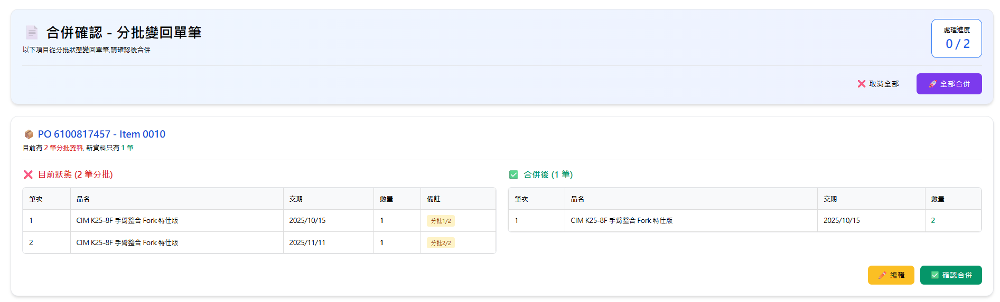 合併確認 - 分批變回單筆
以下項目從分批狀態變回單筆,請確認後合併
處理進度
0 / 2
取消全部
全部合併
PO 6100817457 - Item 0010
目前有 2 筆分批資料, 新資料只有 1 筆
目前狀態 (2 筆分批)
筆次 品名 交期 數量 備註
1 CIM K25-8F 手臂整合 Fork 特仕版 2025/10/15 1 分批1/2
2 CIM K25-8F 手臂整合 Fork 特仕版 2025/11/11 1 分批2/2
合併後 (1 筆)
筆次 品名 交期 數量
1 CIM K25-8F 手臂整合 Fork 特仕版 2025/10/15 2
編輯
確認合併